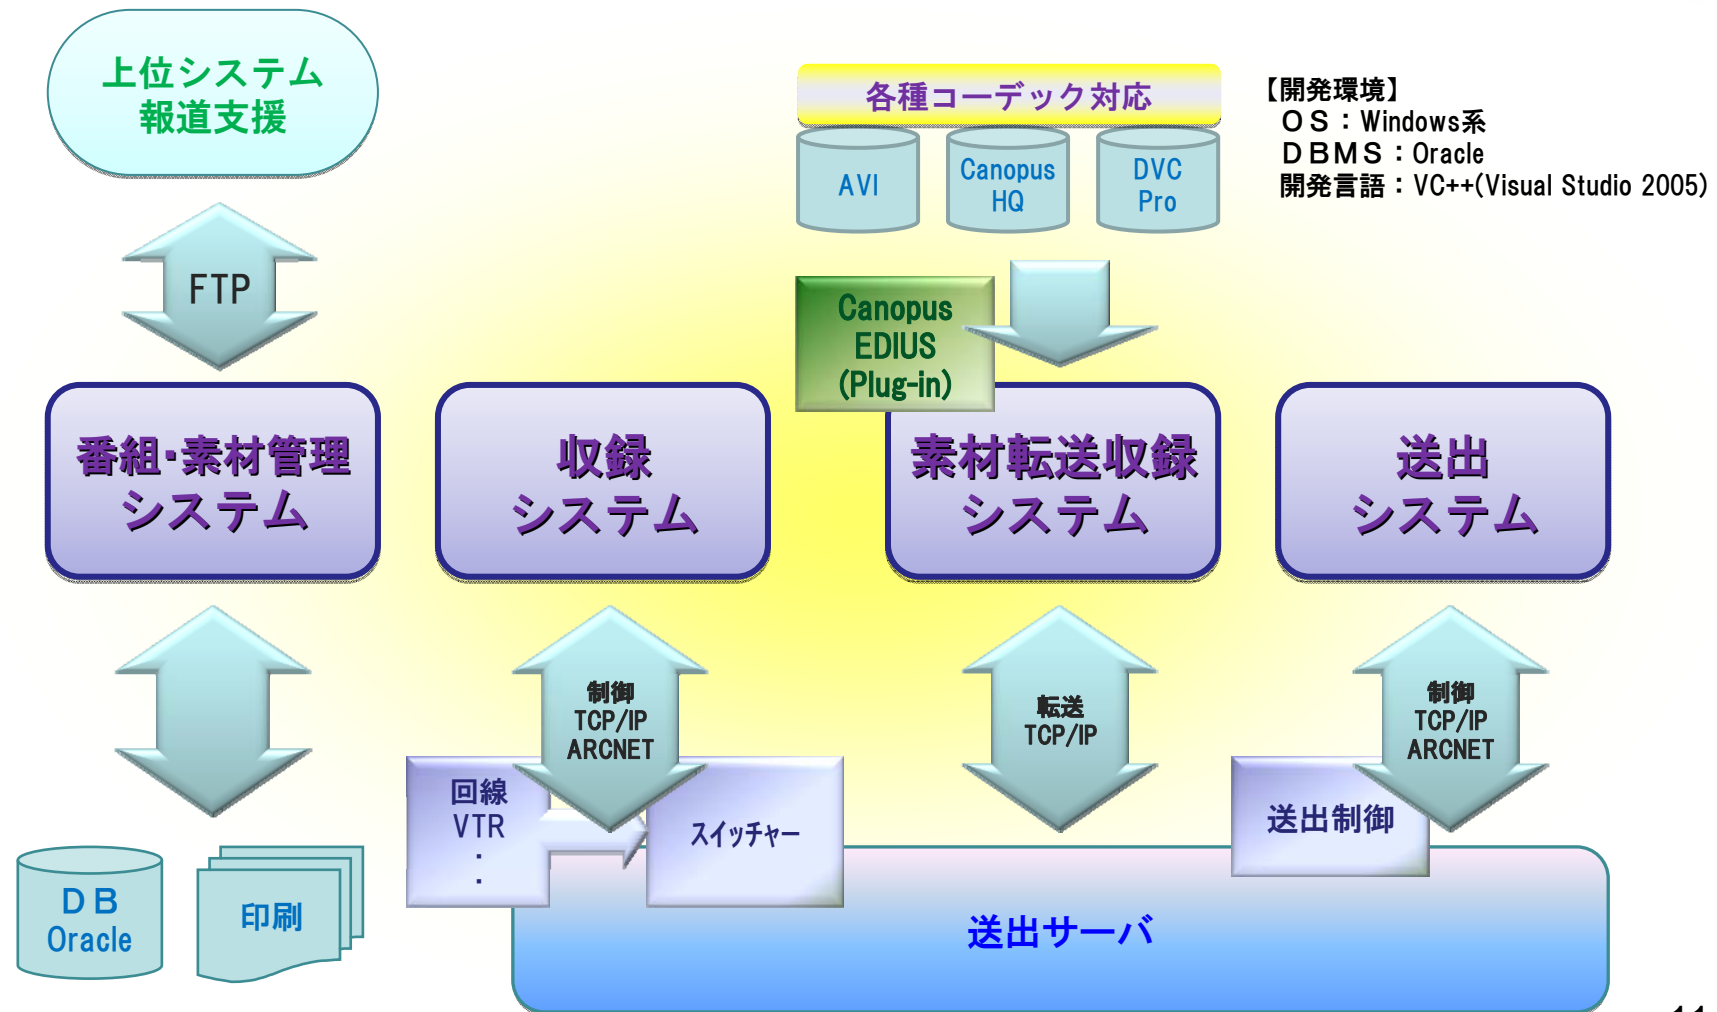 上位システム
報道支援
各種コーデック対応
AVI
Canopus
HQ
DVC
Pro
【開発環境】
ＯＳ：Windows系
ＤＢＭＳ：Oracle
開発言語：VC++(Visual Studio 2005)
FTP
Canopus
EDIUS
(Plug-in)
番組・素材管理
システム
収録
システム
素材転送収録
システム
送出
システム
制御
TCP/IP
ARCNET
転送
TCP/IP
制御
TCP/IP
ARCNET
回線
VTR
：
スイッチャー
送出制御
ＤＢ
Oracle
印刷
送出サーバ